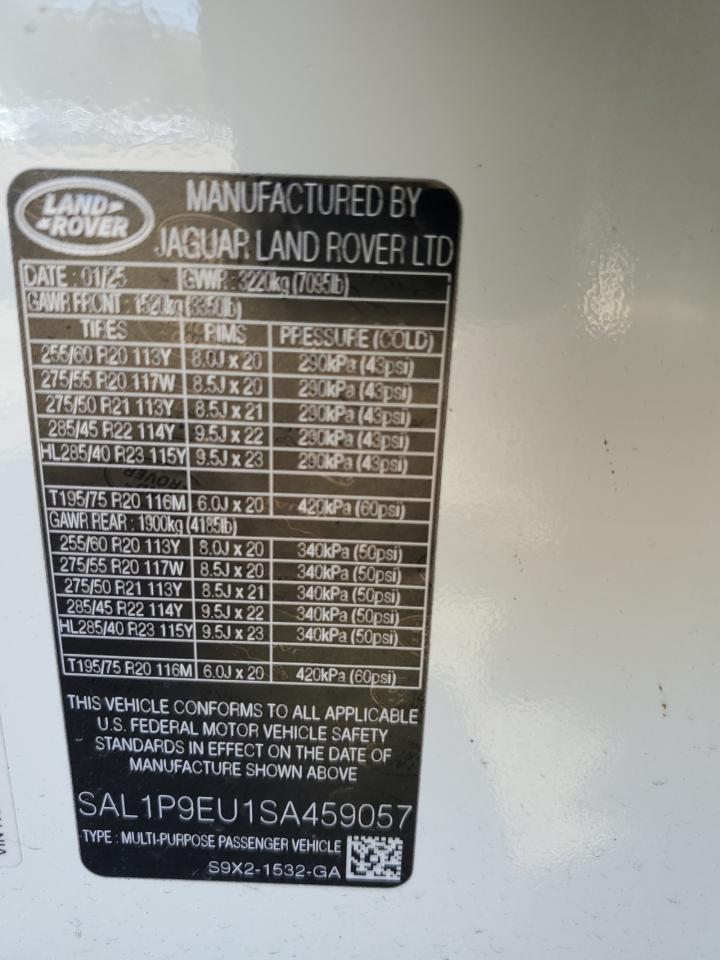 LAND ROVER
MANUFACTURED BY
JAGUAR LAND ROVER LTD
DATE : 01/25 GVWR : 3220kg (7095lb)
GAWR FRONT : 1520kg (3350lb)
TIRES RIMS PRESSURE (COLD)
255/60 R20 113Y 8.0J x 20 290kPa (43psi)
275/55 R20 117W 8.5J x 20 290kPa (43psi)
275/50 R21 113Y 8.5J x 21 290kPa (43psi)
285/45 R22 114Y 9.5J x 22 290kPa (43psi)
HL285/40 R23 115Y 9.5J x 23 290kPa (43psi)
T195/75 R20 116M 6.0J x 20 420kPa (60psi)
GAWR REAR : 1900kg (4185lb)
255/60 R20 113Y 8.0J x 20 340kPa (50psi)
275/55 R20 117W 8.5J x 20 340kPa (50psi)
275/50 R21 113Y 8.5J x 21 340kPa (50psi)
285/45 R22 114Y 9.5J x 22 340kPa (50psi)
HL285/40 R23 115Y 9.5J x 23 340kPa (50psi)
T195/75 R20 116M 6.0J x 20 420kPa (60psi)
THIS VEHICLE CONFORMS TO ALL APPLICABLE
U.S. FEDERAL MOTOR VEHICLE SAFETY
STANDARDS IN EFFECT ON THE DATE OF
MANUFACTURE SHOWN ABOVE
SAL1P9EU1SA459057
TYPE : MULTI-PURPOSE PASSENGER VEHICLE
S9X2-1532-GA